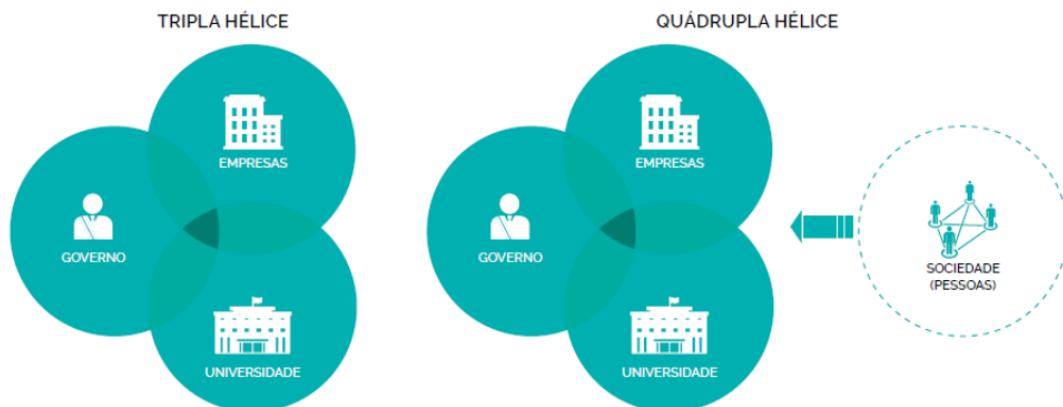 TRIPLA HÉLICE
EMPRESAS
GOVERNO
UNIVERSIDADE
QUÁDRUPLA HÉLICE
EMPRESAS
GOVERNO
UNIVERSIDADE
SOCIEDADE
(PESSOAS)